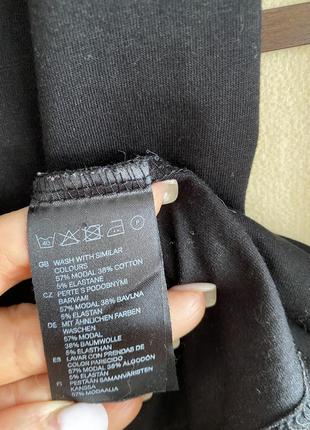 40 P
GB WASH WITH SIMILAR
COLOURS
57% MODAL 38% COTTON
5% ELASTANE
CZ PERTE S PODOBNÝMI
BARVAMI
57% MODAL 38% BAVLNA
5% ELASTAN
DE MIT ÄHNLICHEN FARBEN
WASCHEN
57% MODAL
38% BAUMWOLLE
5% ELASTHAN
ES LAVAR CON PRENDAS DE
COLOR PARECIDO
57% MODAL 38% ALGODÓN
5% ELASTANO
FI PESTÄÄN SAMANVÄRISTEN
KANSSA
57% MODAALIA